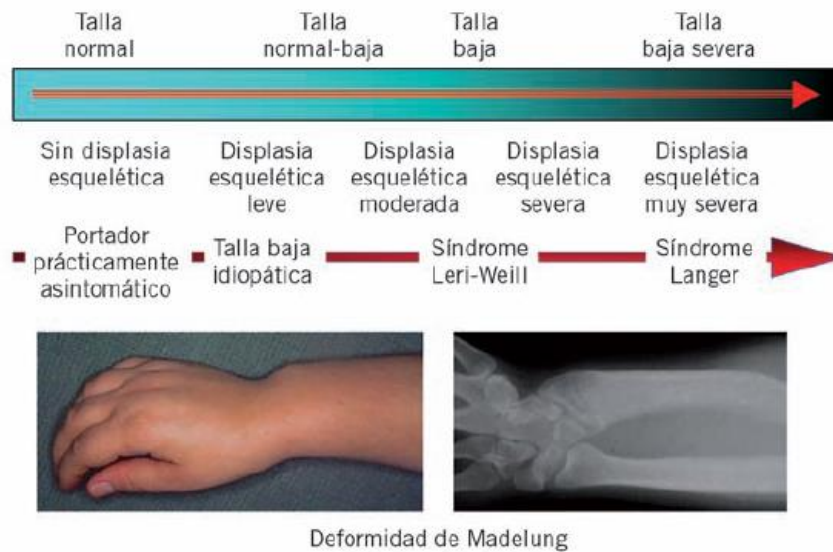 Talla normal
Talla normal-baja
Talla baja
Talla baja severa
Sin displasia esquelética
Displasia esquelética leve
Displasia esquelética moderada
Displasia esquelética severa
Displasia esquelética muy severa
Portador prácticamente asintomático
Talla baja idiopática
Síndrome Leri-Weill
Síndrome Langer
Deformidad de Madelung